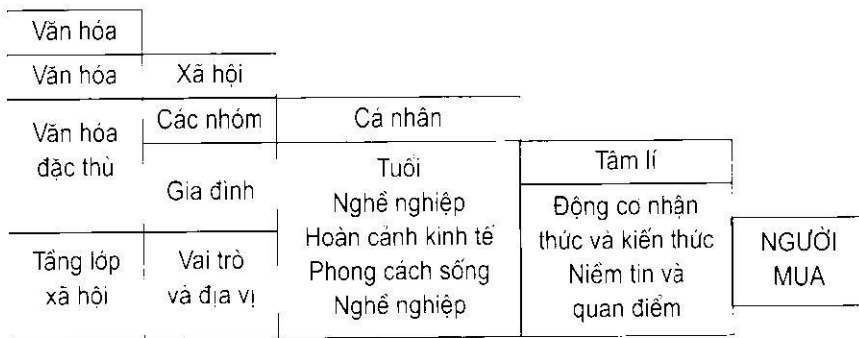 Văn hóa
Văn hóa
Xã hội
Văn hóa
đặc thù
Các nhóm
Cá nhân
Gia đình
Tuổi
Nghề nghiệp
Hoàn cảnh kinh tế
Phong cách sống
Nghề nghiệp
Tâm lí
Động cơ nhận
thức và kiến thức
Niềm tin và
quan điểm
NGƯỜI
MUA
Tầng lớp
xã hội
Vai trò
và địa vị